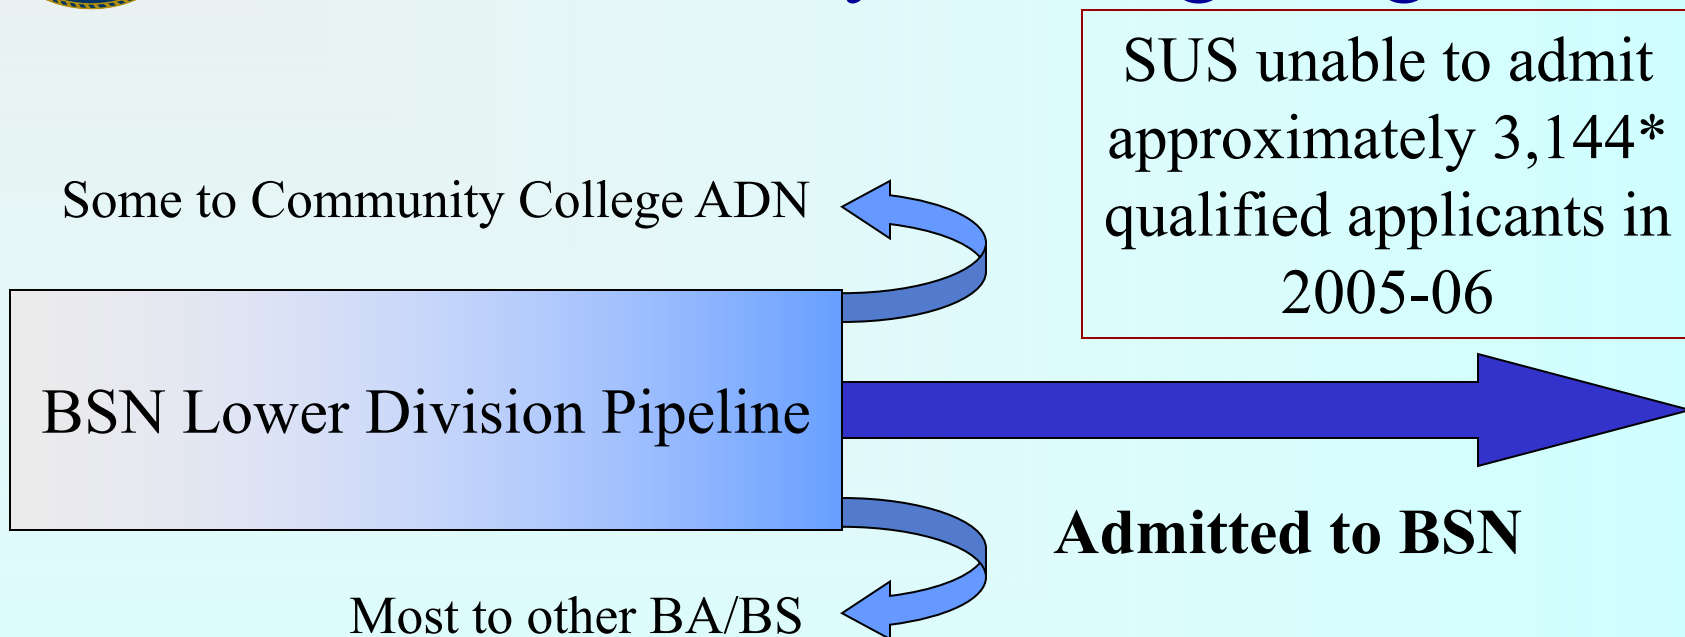 SUS unable to admit
approximately 3,144*
qualified applicants in
2005-06
Some to Community College ADN
BSN Lower Division Pipeline
Admitted to BSN
Most to other BA/BS